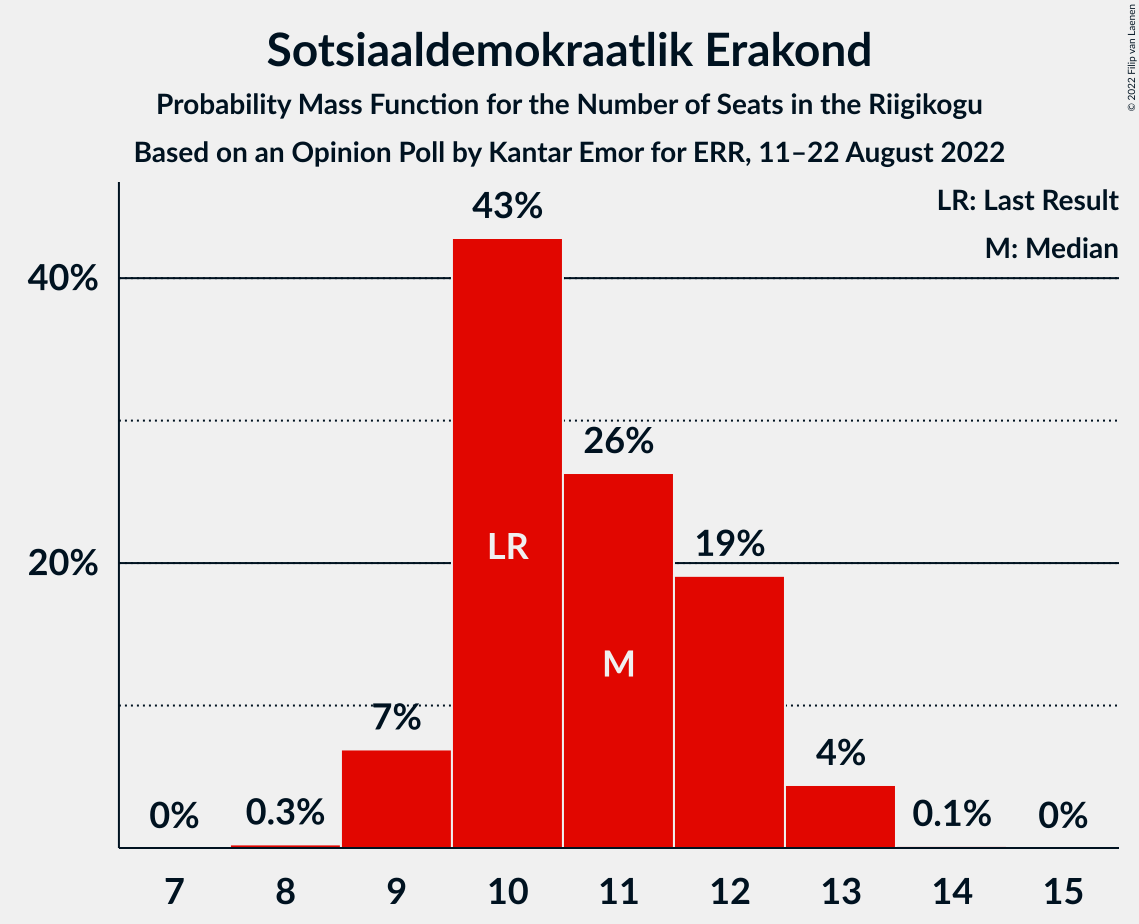 Sotsiaaldemokraatlik Erakond
Probability Mass Function for the Number of Seats in the Riigikogu
Based on an Opinion Poll by Kantar Emor for ERR, 11–22 August 2022
© 2022 Filip van Laenen
LR: Last Result
M: Median
40%
20%
0%
0.3%
7%
43%
26%
19%
4%
0.1%
0%
LR
M
7
8
9
10
11
12
13
14
15